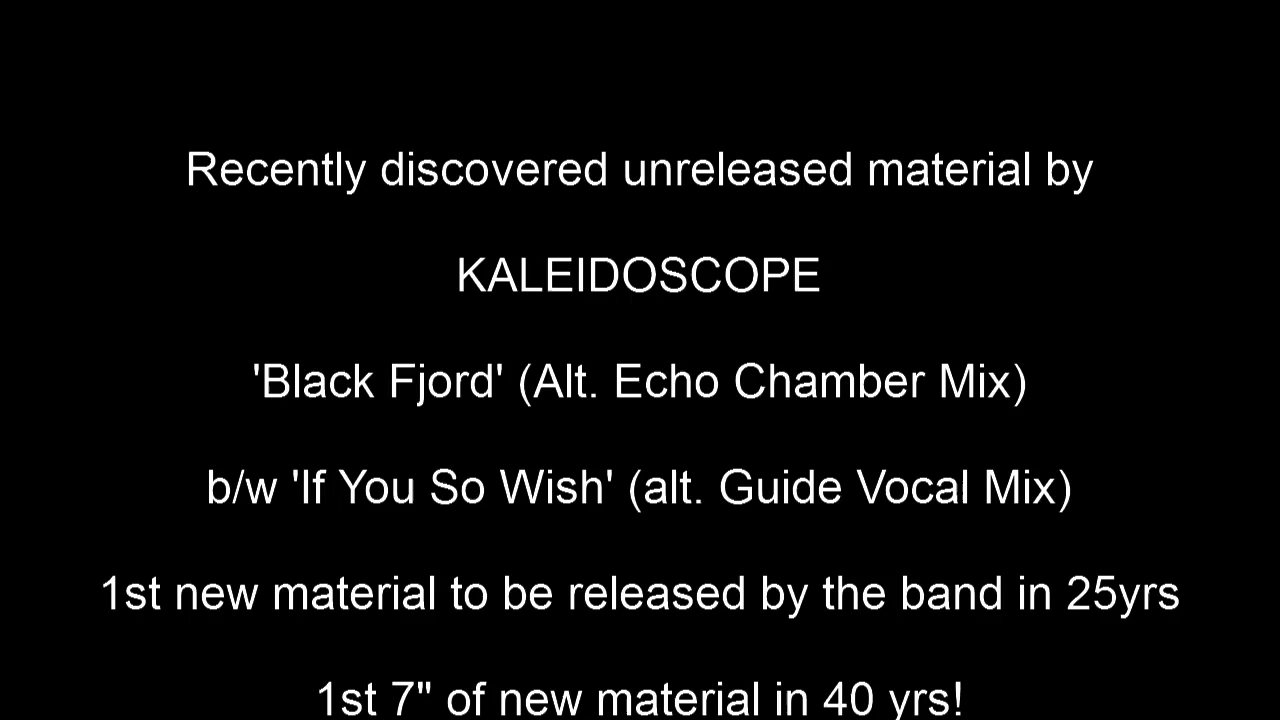 Recently discovered unreleased material by
KALEIDOSCOPE
'Black Fjord' (Alt. Echo Chamber Mix)
b/w 'If You So Wish' (alt. Guide Vocal Mix)
1st new material to be released by the band in 25yrs
1st 7" of new material in 40 yrs!